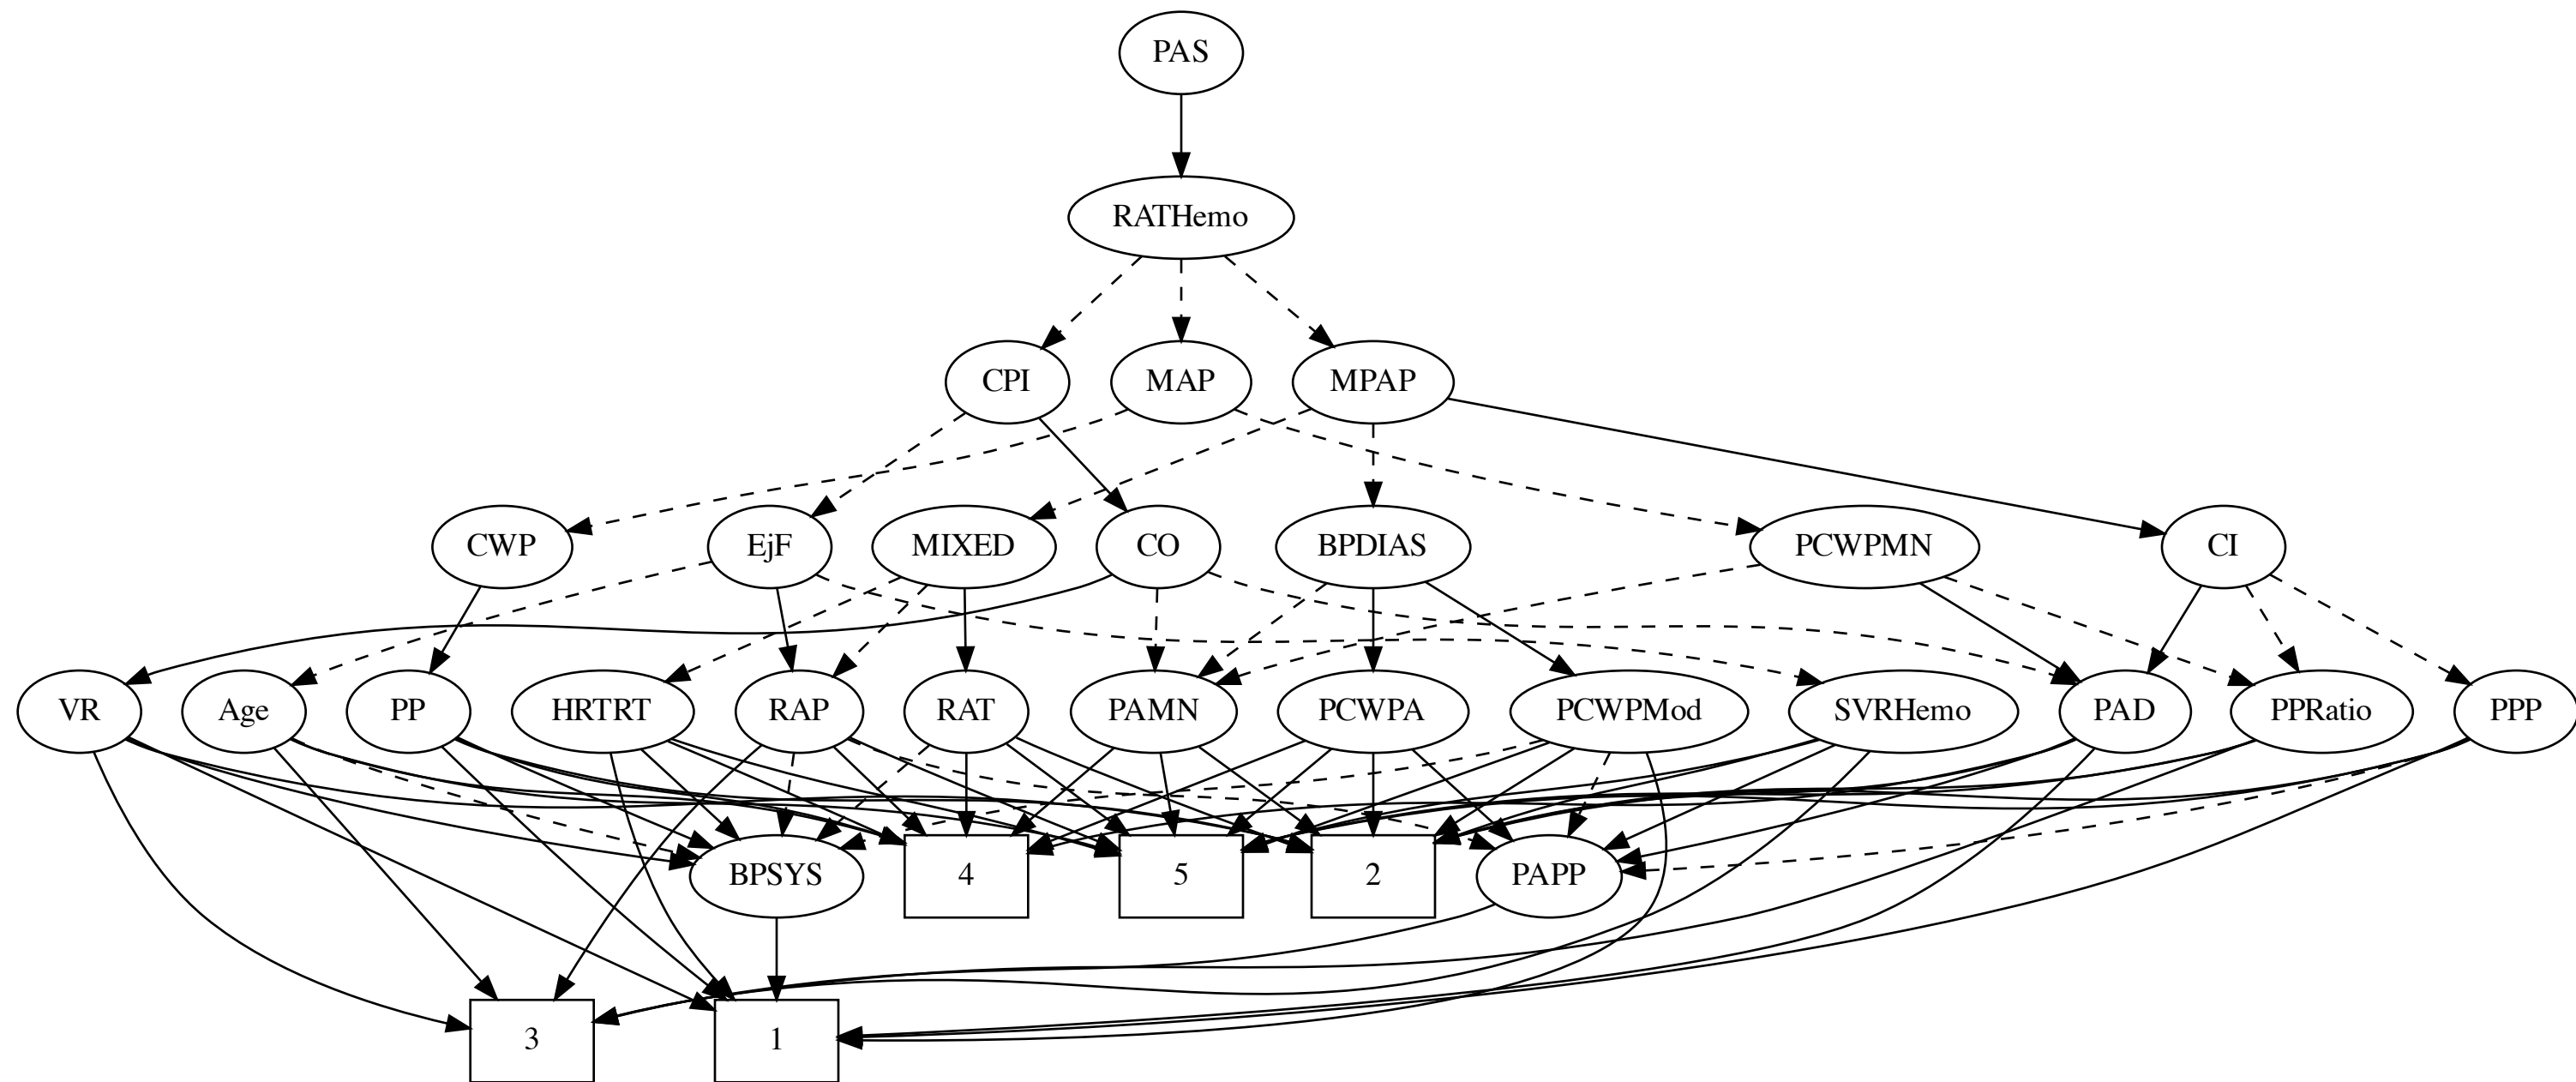 PAS
RATHemo
CPI
MAP
MPAP
CWP
EjF
MIXED
CO
BPDIAS
PCWPMN
CI
VR
Age
PP
HRTRT
RAP
RAT
PAMN
PCWPA
PCWPMod
SVRHemo
PAD
PPRatio
PPP
BPSYS
4
5
2
PAPP
3
1